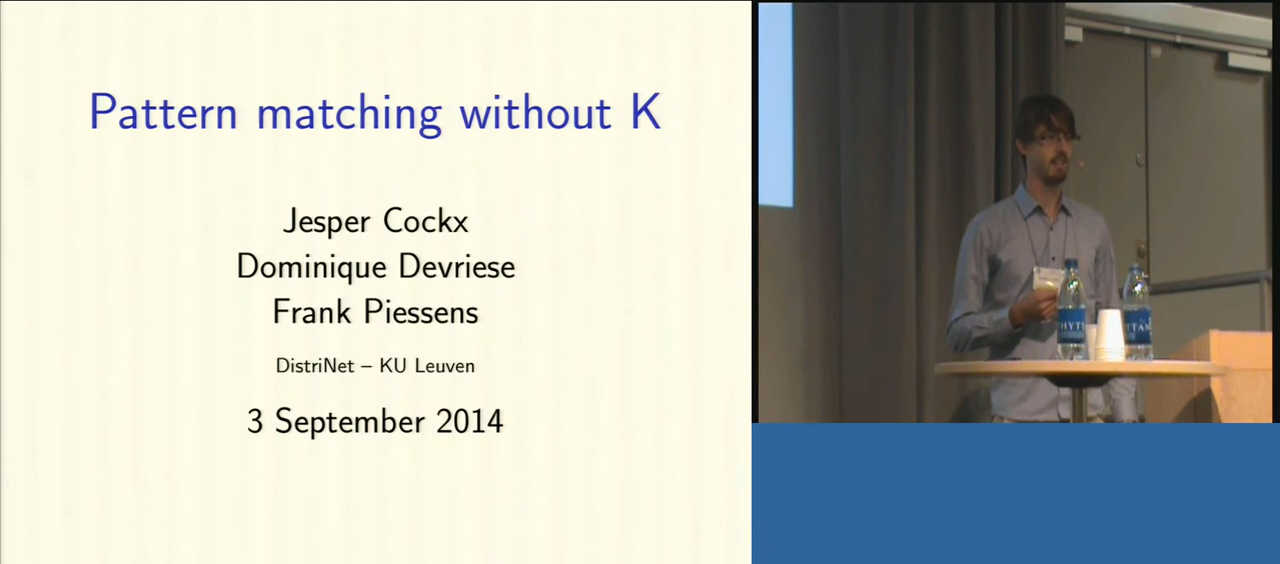 Pattern matching without K
Jesper Cockx
Dominique Devriese
Frank Piessens
DistriNet – KU Leuven
3 September 2014